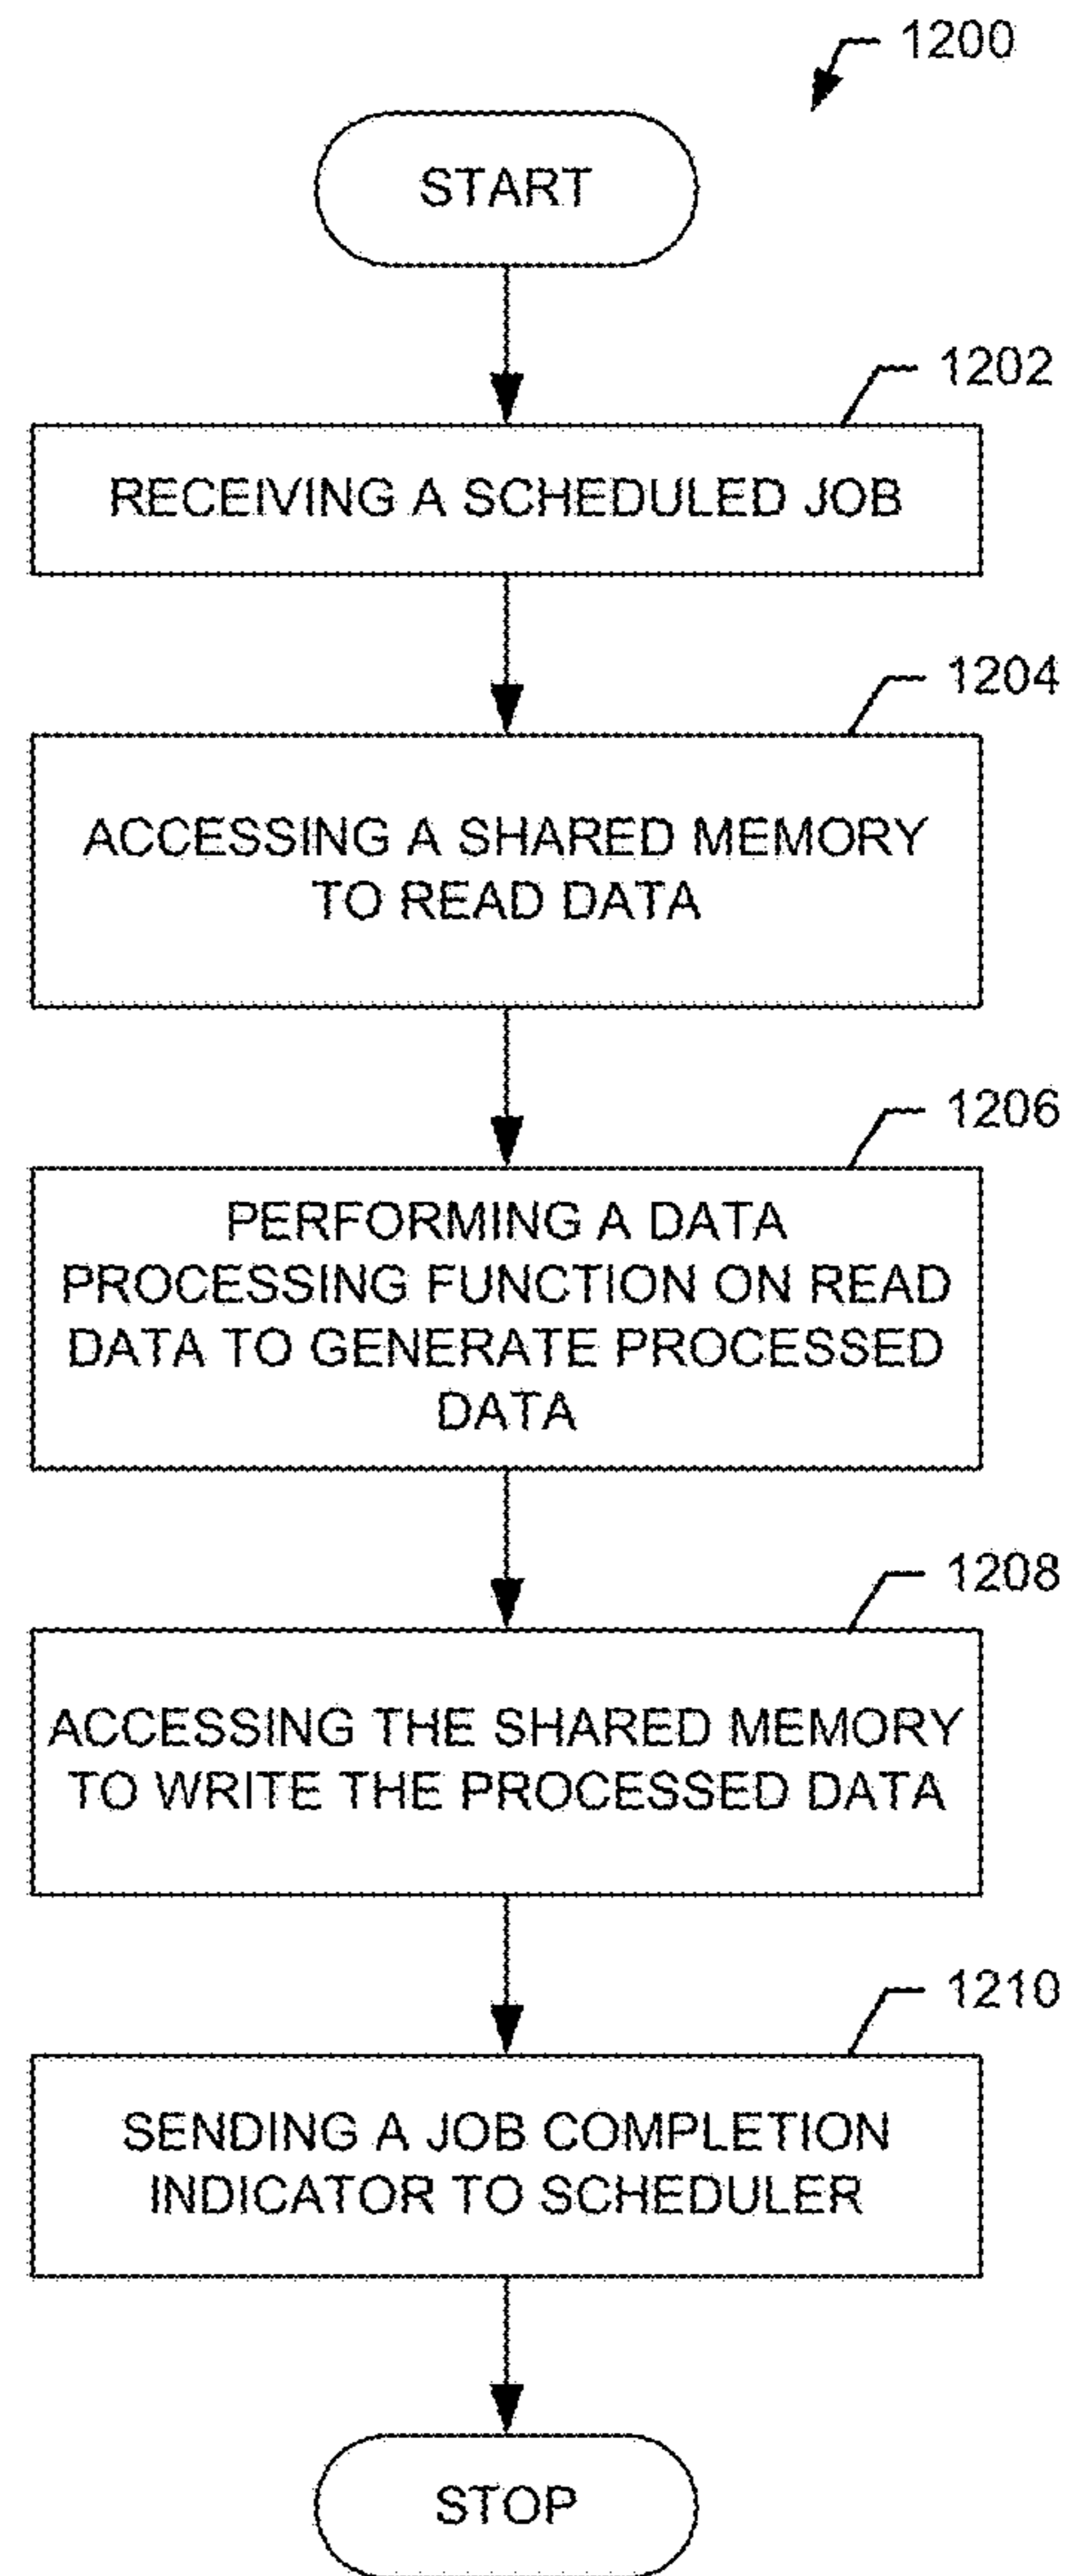 1200
START
1202
RECEIVING A SCHEDULED JOB
1204
ACCESSING A SHARED MEMORY
TO READ DATA
1206
PERFORMING A DATA
PROCESSING FUNCTION ON READ
DATA TO GENERATE PROCESSED
DATA
1208
ACCESSING THE SHARED MEMORY
TO WRITE THE PROCESSED DATA
1210
SENDING A JOB COMPLETION
INDICATOR TO SCHEDULER
STOP